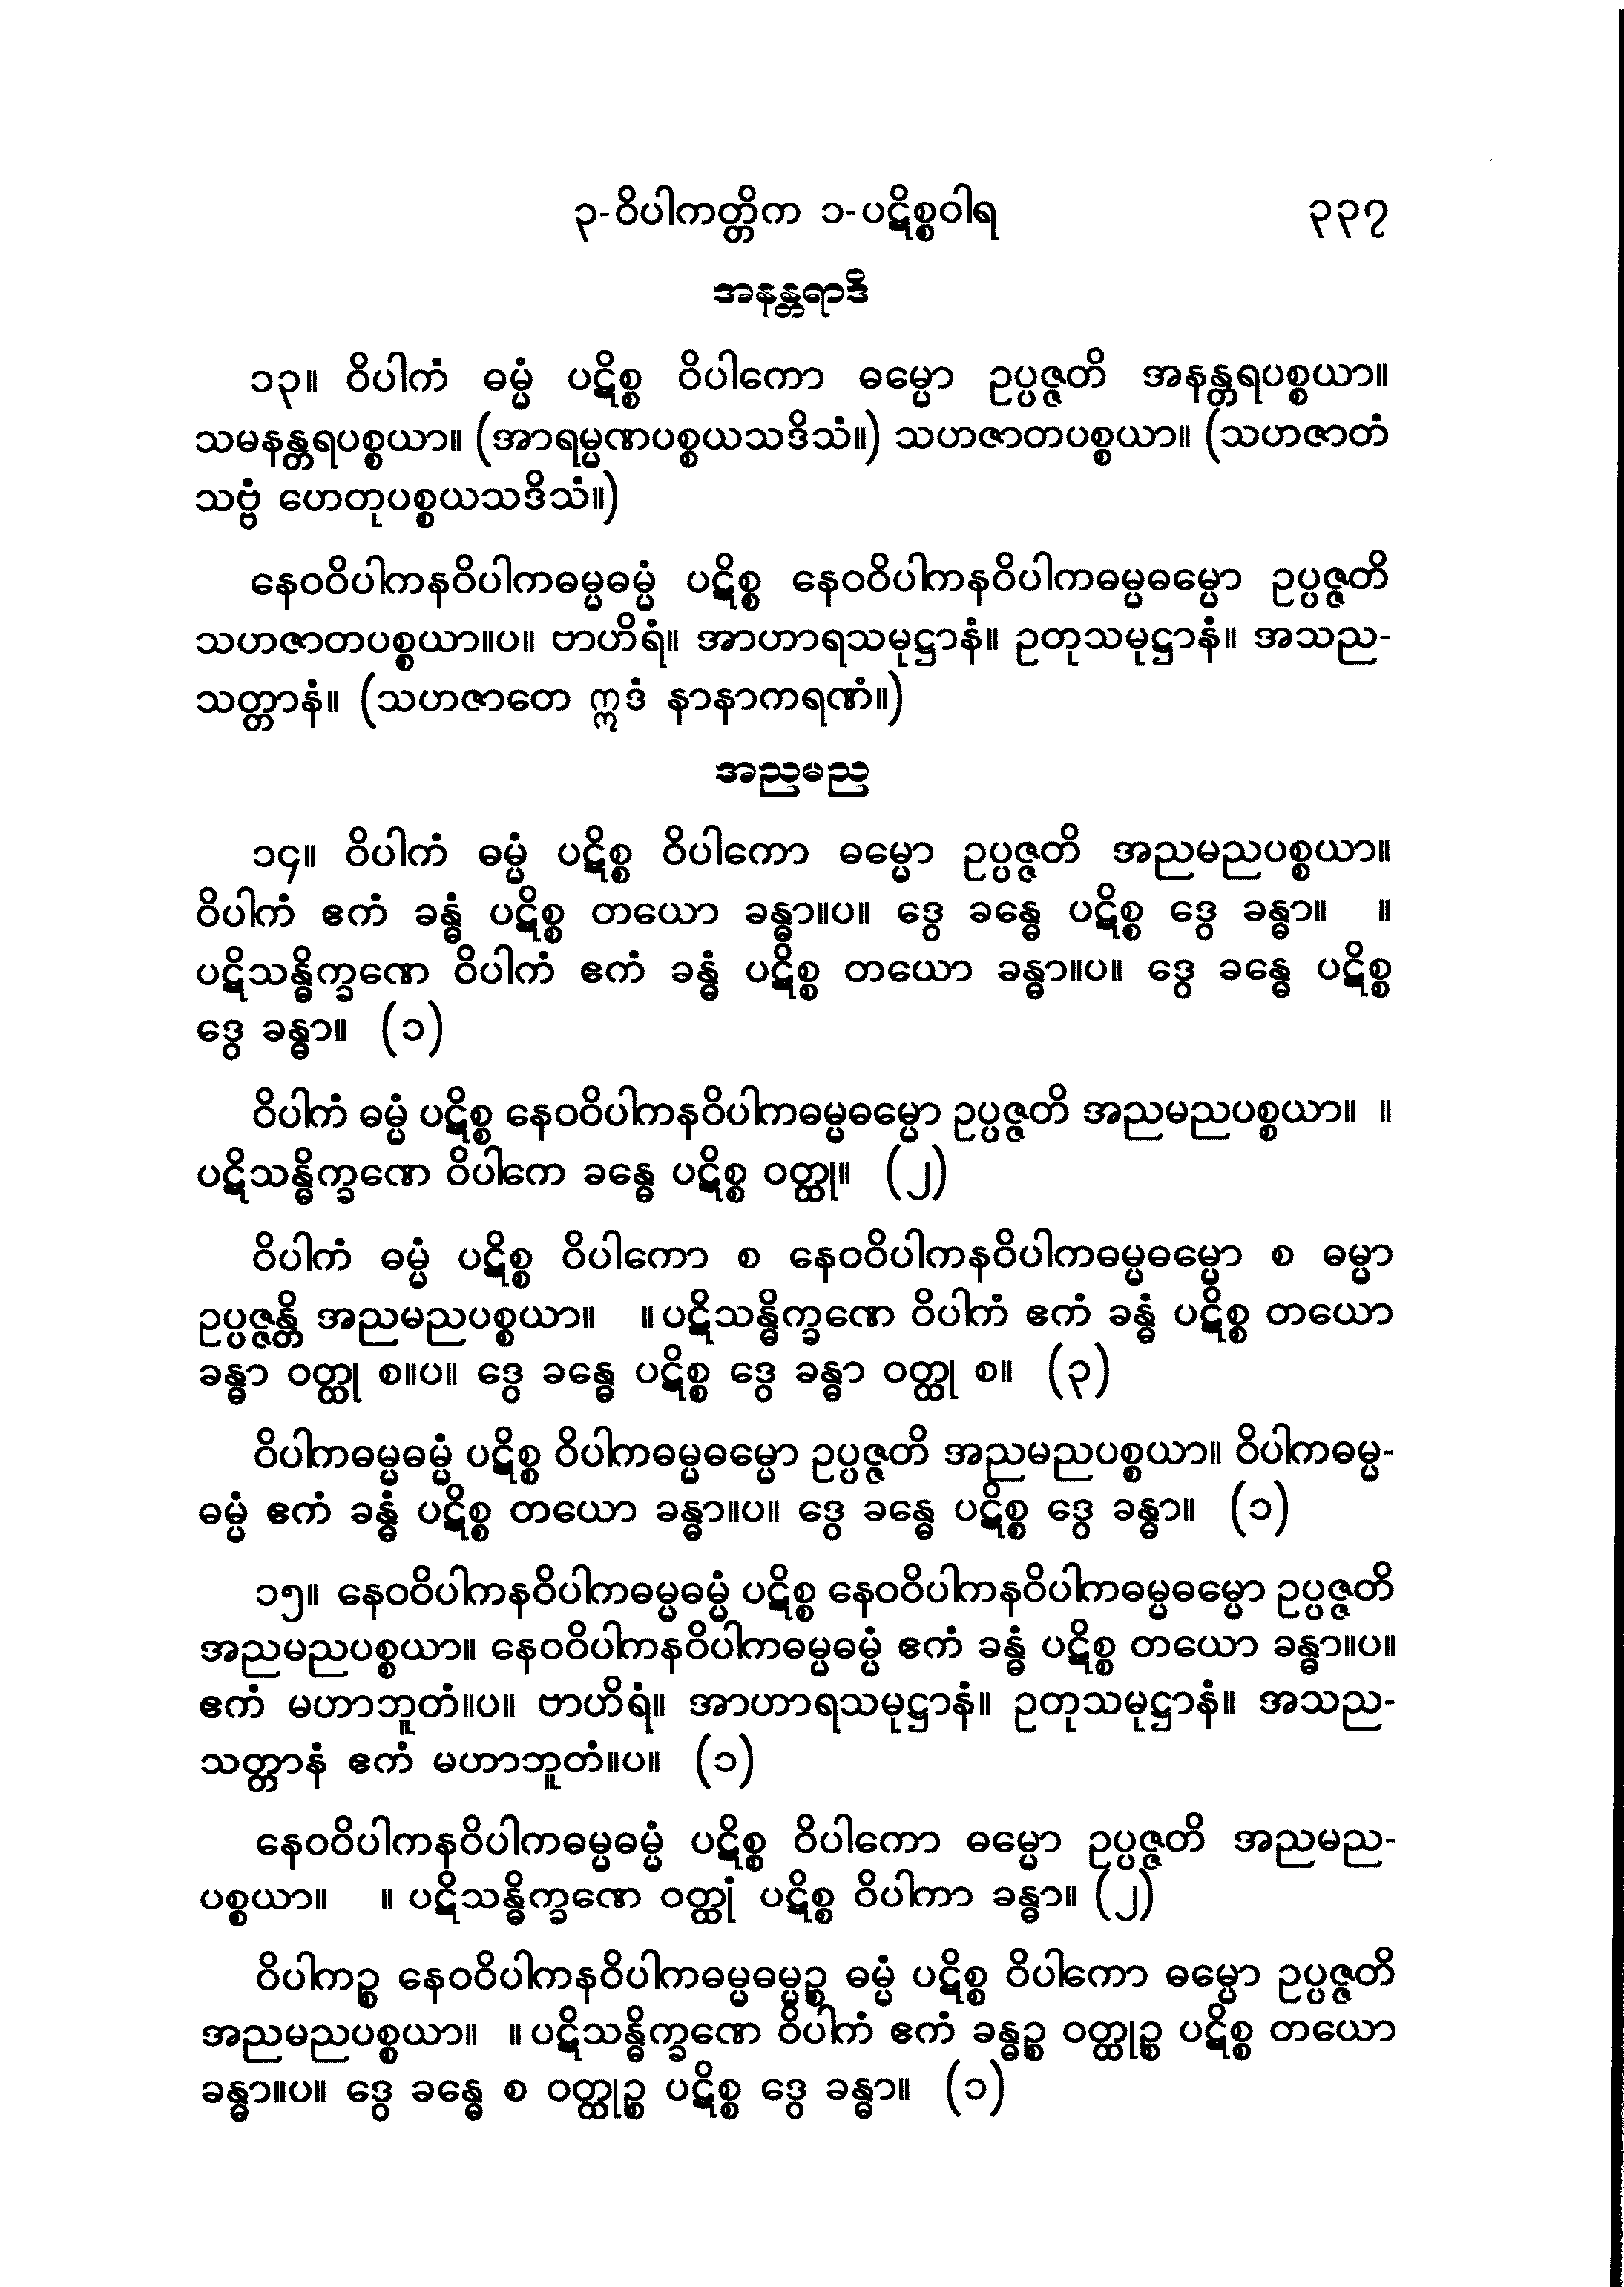 ၃-ဝိပါကတ္တိက ၁-ပဋိစ္စဝါရ ၃၃၇
အနန္တရာဒိ
၁၃။ ဝိပါကံ ဓမ္မံ ပဋိစ္စ ဝိပါကော ဓမ္မော ဥပ္ပဇ္ဇတိ အနန္တရပစ္စယာ။
သမနန္တရပစ္စယာ။ (အာရမ္မဏပစ္စယသဒိသံ။) သဟဇာတပစ္စယာ။ (သဟဇာတံ
သဗ္ဗံ ဟေတုပစ္စယသဒိသံ။)
နေဝဝိပါကနဝိပါကဓမ္မဓမ္မံ ပဋိစ္စ နေဝဝိပါကနဝိပါကဓမ္မဓမ္မော ဥပ္ပဇ္ဇတိ
သဟဇာတပစ္စယာ။ပ။ ဗာဟိရံ။ အာဟာရသမုဋ္ဌာနံ။ ဥတုသမုဋ္ဌာနံ။ အသည-
သတ္တာနံ။ (သဟဇာတေ ဣဒံ နာနာကရဏံ။)
အညမည
၁၄။ ဝိပါကံ ဓမ္မံ ပဋိစ္စ ဝိပါကော ဓမ္မော ဥပ္ပဇ္ဇတိ အညမညပစ္စယာ။
ဝိပါကံ ဧကံ ခန္ဓံ ပဋိစ္စ တယော ခန္ဓာ။ပ။ ဒွေ ခန္ဓေ ပဋိစ္စ ဒွေ ခန္ဓာ။ ။
ပဋိသန္ဓိက္ခဏေ ဝိပါကံ ဧကံ ခန္ဓံ ပဋိစ္စ တယော ခန္ဓာ။ပ။ ဒွေ ခန္ဓေ ပဋိစ္စ
ဒွေ ခန္ဓာ။ (၁)
ဝိပါကံ ဓမ္မံ ပဋိစ္စ နေဝဝိပါကနဝိပါကဓမ္မဓမ္မော ဥပ္ပဇ္ဇတိ အညမညပစ္စယာ။ ။
ပဋိသန္ဓိက္ခဏေ ဝိပါကေ ခန္ဓေ ပဋိစ္စ ဝတ္ထု။ (၂)
ဝိပါကံ ဓမ္မံ ပဋိစ္စ ဝိပါကော စ နေဝဝိပါကနဝိပါကဓမ္မဓမ္မော စ ဓမ္မာ
ဥပ္ပဇ္ဇန္တိ အညမညပစ္စယာ။ ။ ပဋိသန္ဓိက္ခဏေ ဝိပါကံ ဧကံ ခန္ဓံ ပဋိစ္စ တယော
ခန္ဓာ ဝတ္ထု စ။ပ။ ဒွေ ခန္ဓေ ပဋိစ္စ ဒွေ ခန္ဓာ ဝတ္ထု စ။ (၃)
ဝိပါကဓမ္မဓမ္မံ ပဋိစ္စ ဝိပါကဓမ္မဓမ္မော ဥပ္ပဇ္ဇတိ အညမညပစ္စယာ။ ဝိပါကဓမ္မ-
ဓမ္မံ ဧကံ ခန္ဓံ ပဋိစ္စ တယော ခန္ဓာ။ပ။ ဒွေ ခန္ဓေ ပဋိစ္စ ဒွေ ခန္ဓာ။ (၁)
၁၅။ နေဝဝိပါကနဝိပါကဓမ္မဓမ္မံ ပဋိစ္စ နေဝဝိပါကနဝိပါကဓမ္မဓမ္မော ဥပ္ပဇ္ဇတိ
အညမညပစ္စယာ။ နေဝဝိပါကနဝိပါကဓမ္မဓမ္မံ ဧကံ ခန္ဓံ ပဋိစ္စ တယော ခန္ဓာ။ပ။
ဧကံ မဟာဘူတံ။ပ။ ဗာဟိရံ။ အာဟာရသမုဋ္ဌာနံ။ ဥတုသမုဋ္ဌာနံ။ အသည-
သတ္တာနံ ဧကံ မဟာဘူတံ။ပ။ (၁)
နေဝဝိပါကနဝိပါကဓမ္မဓမ္မံ ပဋိစ္စ ဝိပါကော ဓမ္မော ဥပ္ပဇ္ဇတိ အညမည-
ပစ္စယာ။ ။ ပဋိသန္ဓိက္ခဏေ ဝတ္ထုံ ပဋိစ္စ ဝိပါကာ ခန္ဓာ။ (၂)
ဝိပါကဉ္စ နေဝဝိပါကနဝိပါကဓမ္မဓမ္မဉ္စ ဓမ္မံ ပဋိစ္စ ဝိပါကော ဓမ္မော ဥပ္ပဇ္ဇတိ
အညမညပစ္စယာ။ ။ ပဋိသန္ဓိက္ခဏေ ဝိပါကံ ဧကံ ခန္ဓဉ္စ ဝတ္ထုဉ္စ ပဋိစ္စ တယော
ခန္ဓာ။ပ။ ဒွေ ခန္ဓေ စ ဝတ္ထုဉ္စ ပဋိစ္စ ဒွေ ခန္ဓာ။ (၁)